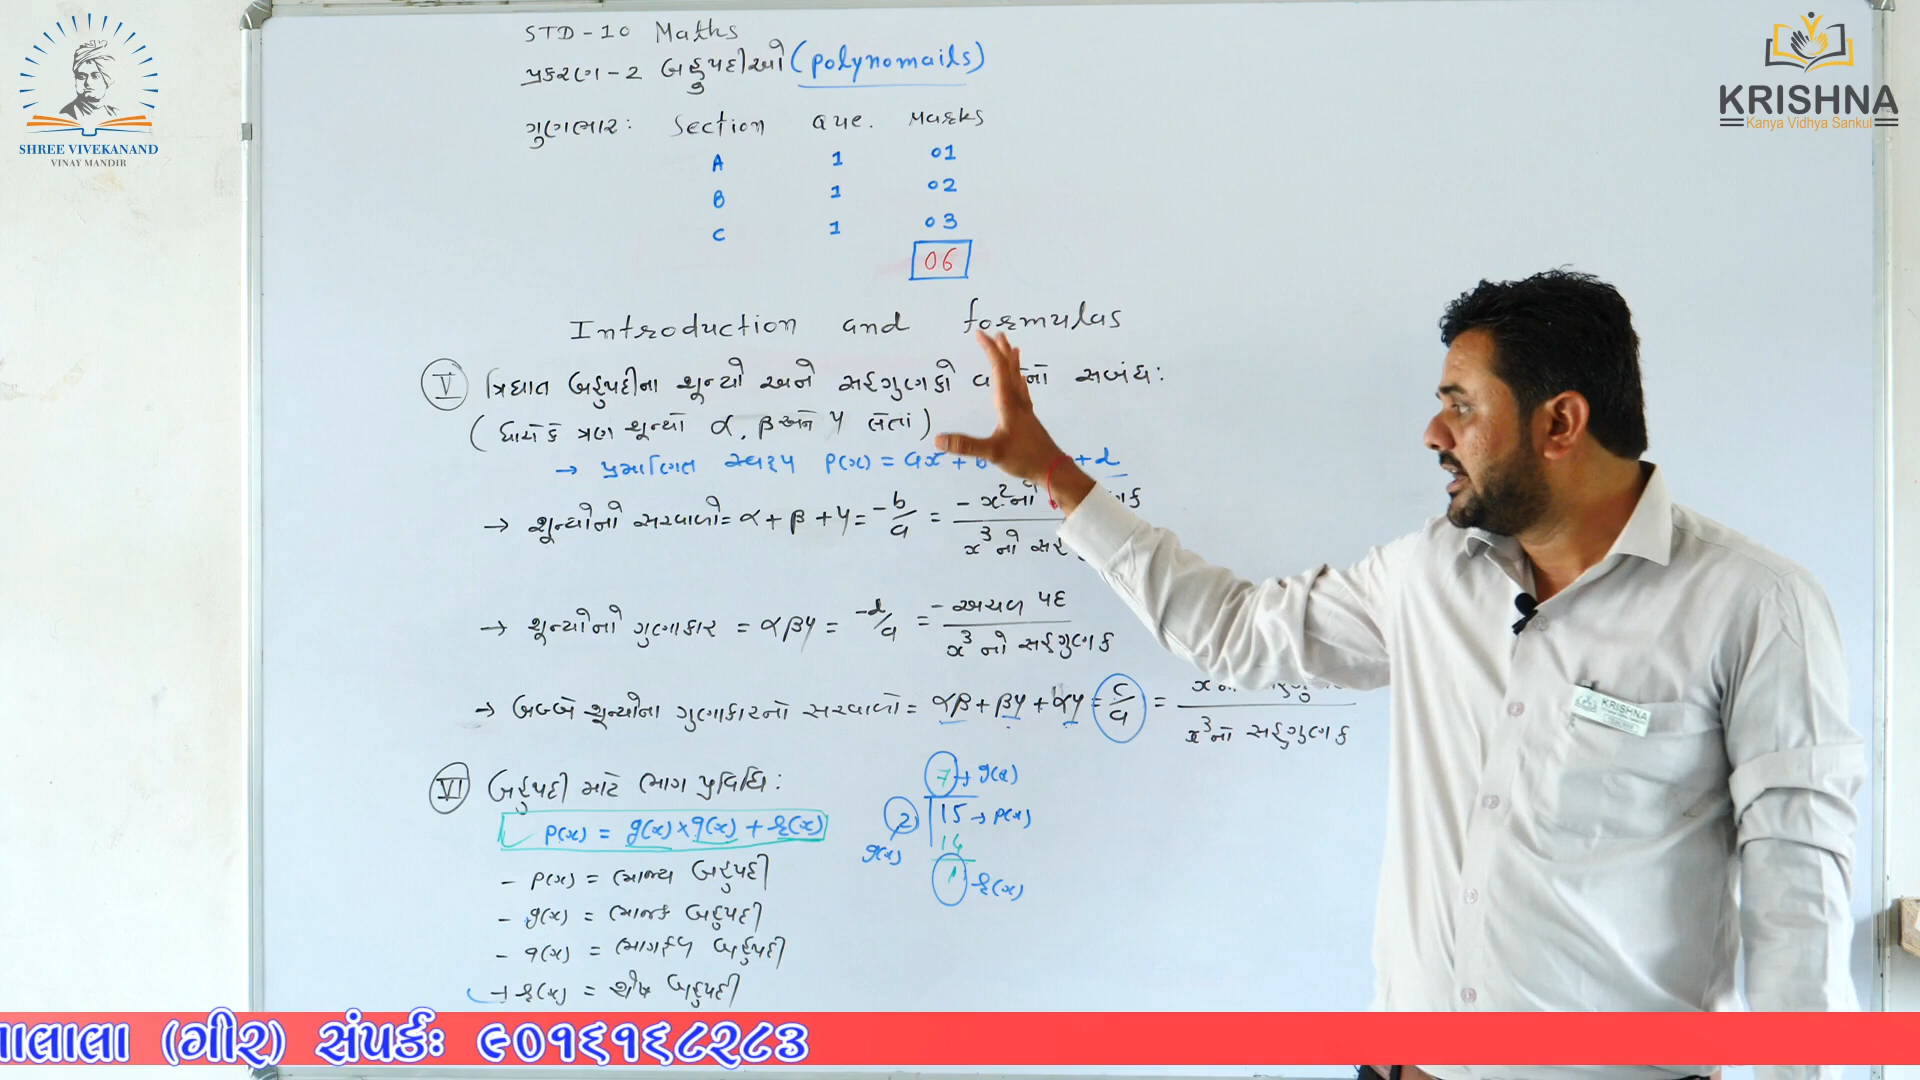 SHREE VIVEKANAND
VINAY MANDIR
KRISHNA
Kanya Vidhya Sankul
STD-10 Maths
પ્રકરણ-2 બહુપદીઓ (polynomails)
ગુણભાર: Section Que. Marks
A 1 01
B 1 02
C 1 03
06
Introduction and formulas
V ત્રિઘાત બહુપદીના શૂન્યો અને સહગુણકો સબંધ:
(ધારોકે ત્રણ શૂન્યો α, β અને γ લેતાં)
→ પ્રમાણિત સ્વરૂપ P(x) = ax + b + d
→ શૂન્યોનો સરવાળો = α + β + γ = -b/a = - x² નો / x³ નો
→ શૂન્યોનો ગુણાકાર = αβγ = -d/a = - અચળ પદ / x³ નો સહગુણક
→ બબ્બે શૂન્યોના ગુણાકારનો સરવાળો = αβ + βγ + αγ = c/a = / x³ નો સહગુણક
VI બહુપદી માટે ભાગ પ્રવિધિ:
P(x) = g(x) × q(x) + r(x)
- P(x) = ભાજ્ય બહુપદી
- g(x) = ભાજક બહુપદી
- q(x) = ભાગફળ બહુપદી
→ r(x) = શેષ બહુપદી
7 → q(x)
2 15 → P(x)
g(x) 14
1 r(x)
KRISHNA
ાલાલા (ગીર) સંપર્કઃ ૯૦૧૬૧૬૮૨૮૩